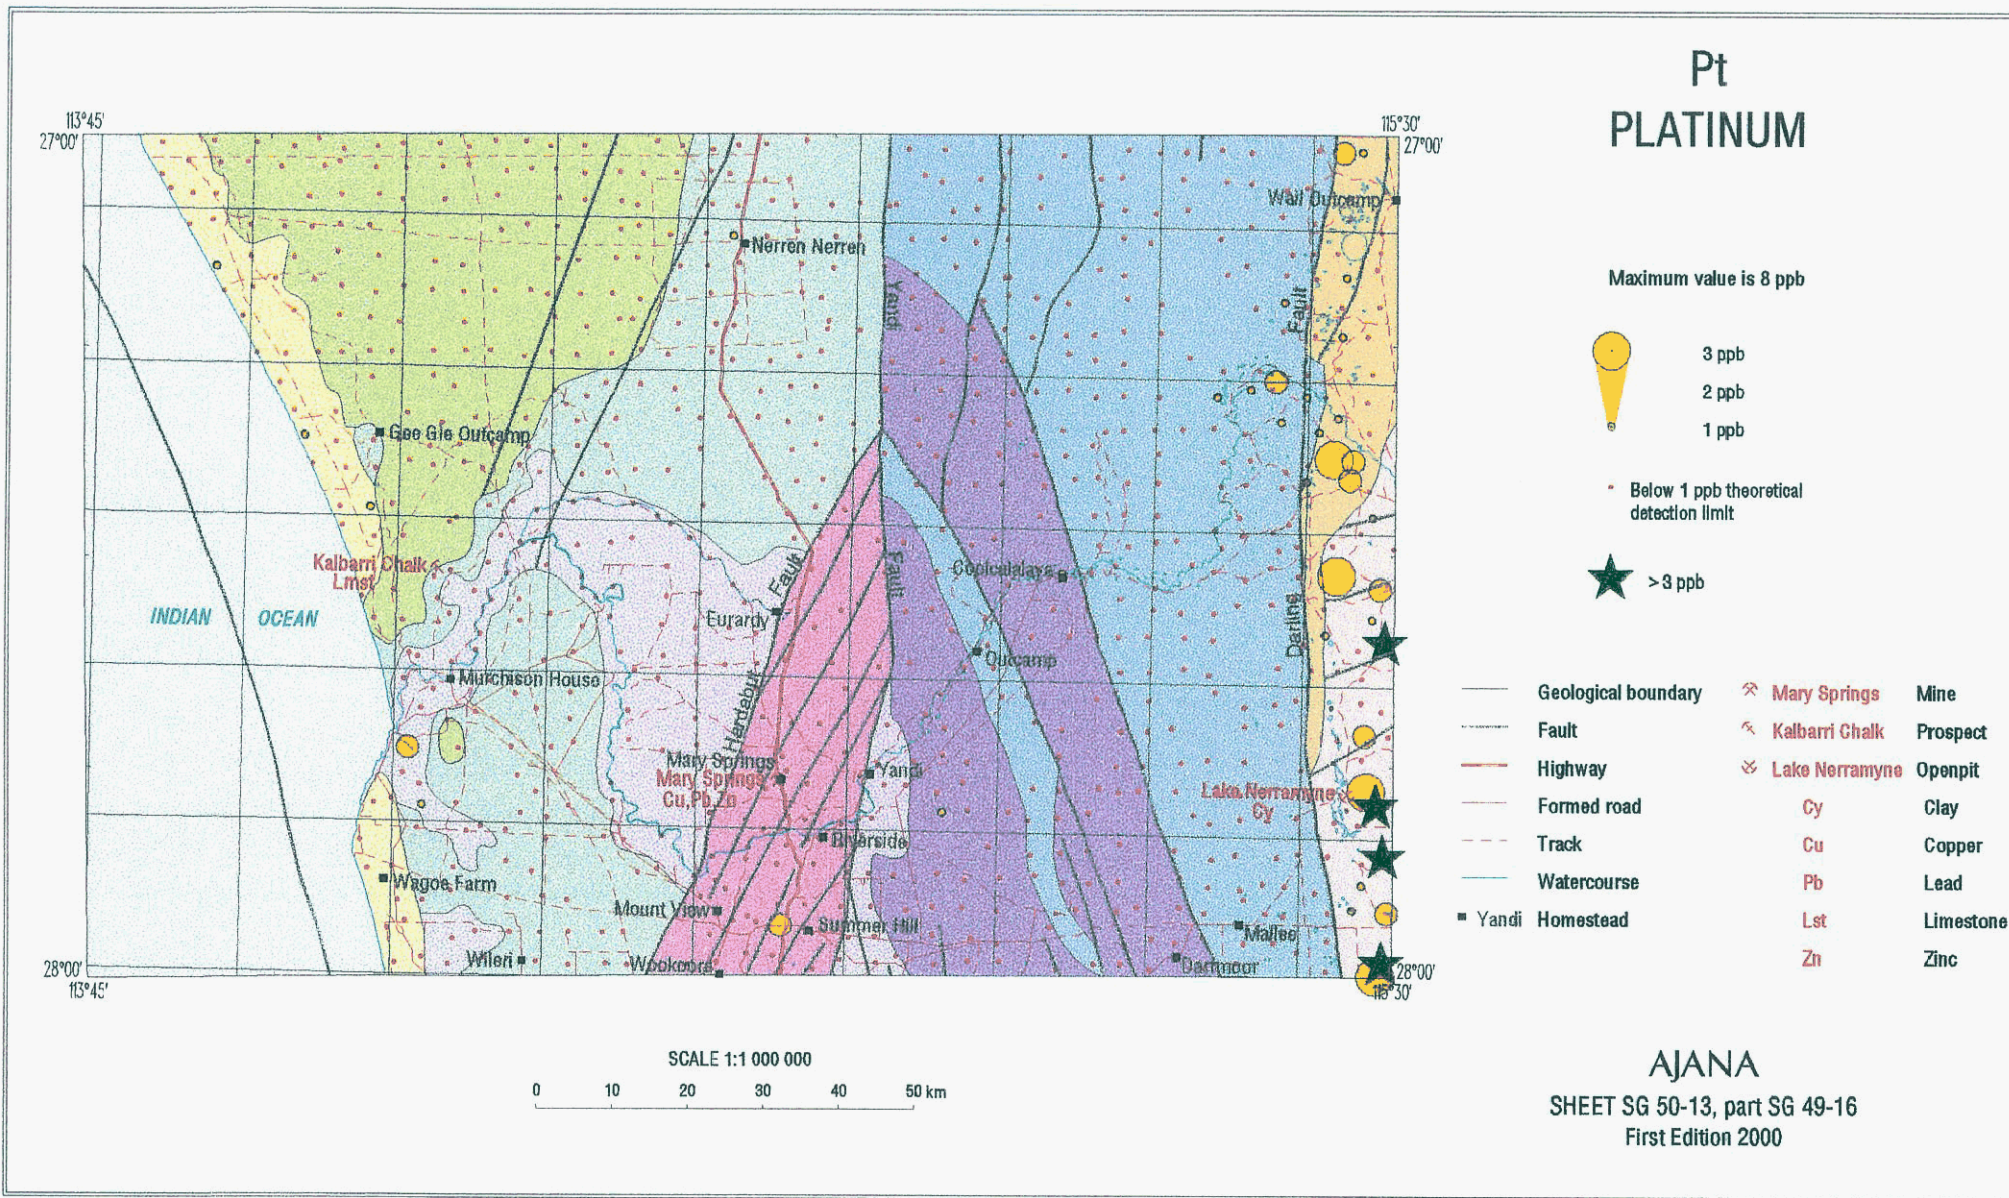 Pt
PLATINUM
113°45'
27°00'
115°30'
27°00'
Wall Outcamp
Nerren Nerren
Yandi
Fault
Maximum value is 8 ppb
3 ppb
2 ppb
1 ppb
Below 1 ppb theoretical
detection limit
> 3 ppb
Gee Gie Outcamp
Kalbarri Chalk
Lmst
Fault
Fault
Coolcalalaya
INDIAN OCEAN
Eurardy
Darling
Outcamp
Murchison House
Hardabut
Mary Springs
Mary Springs
Cu,Pb,Zn
Yandi
Lake Nerramyne
Cy
Riverside
Wagoe Farm
Mount View
Summer Hill
Mallee
Wileri
Wookoora
Dartmoor
28°00'
113°45'
28°00'
115°30'
Geological boundary
Fault
Highway
Formed road
Track
Watercourse
Yandi Homestead
Mary Springs Mine
Kalbarri Chalk Prospect
Lake Nerramyne Openpit
Cy Clay
Cu Copper
Pb Lead
Lst Limestone
Zn Zinc
SCALE 1:1 000 000
0 10 20 30 40 50 km
AJANA
SHEET SG 50-13, part SG 49-16
First Edition 2000